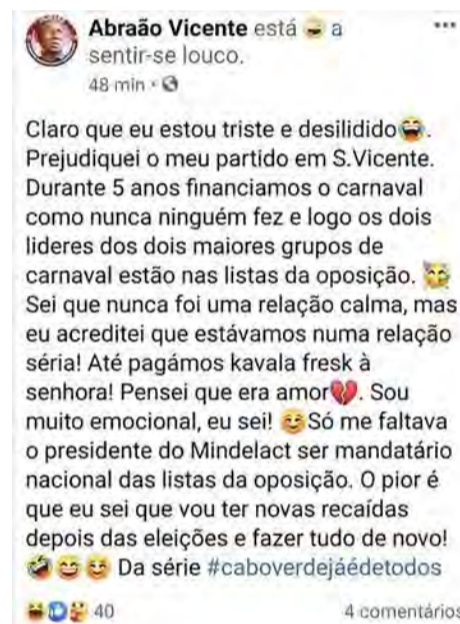 Abraão Vicente está 😄 a
sentir-se louco.
48 min
Claro que eu estou triste e desilidido😂.
Prejudiquei o meu partido em S.Vicente.
Durante 5 anos financiamos o carnaval
como nunca ninguém fez e logo os dois
lideres dos dois maiores grupos de
carnaval estão nas listas da oposição. 🥳
Sei que nunca foi uma relação calma, mas
eu acreditei que estávamos numa relação
séria! Até pagámos kavala fresk à
senhora! Pensei que era amor💔. Sou
muito emocional, eu sei! ☺️Só me faltava
o presidente do Mindelact ser mandatário
nacional das listas da oposição. O pior é
que eu sei que vou ter novas recaídas
depois das eleições e fazer tudo de novo!
🤣😅☺️ Da série #caboverdejáédetodos
40 4 comentários